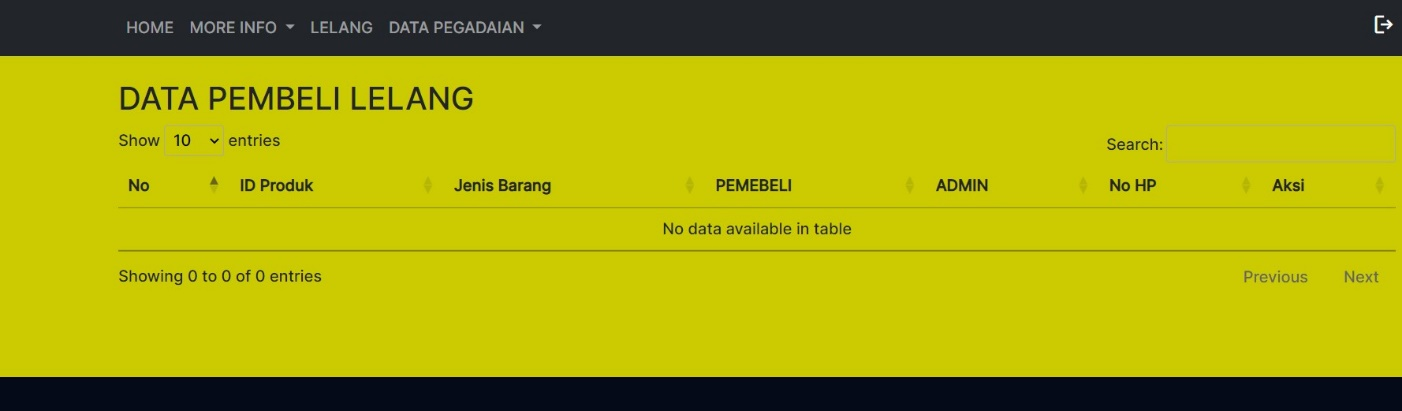 HOME MORE INFO LELANG DATA PEGADAIAN
DATA PEMBELI LELANG
Show 10 entries
Search:
No ID Produk Jenis Barang PEMEBELI ADMIN No HP Aksi
No data available in table
Showing 0 to 0 of 0 entries
Previous Next